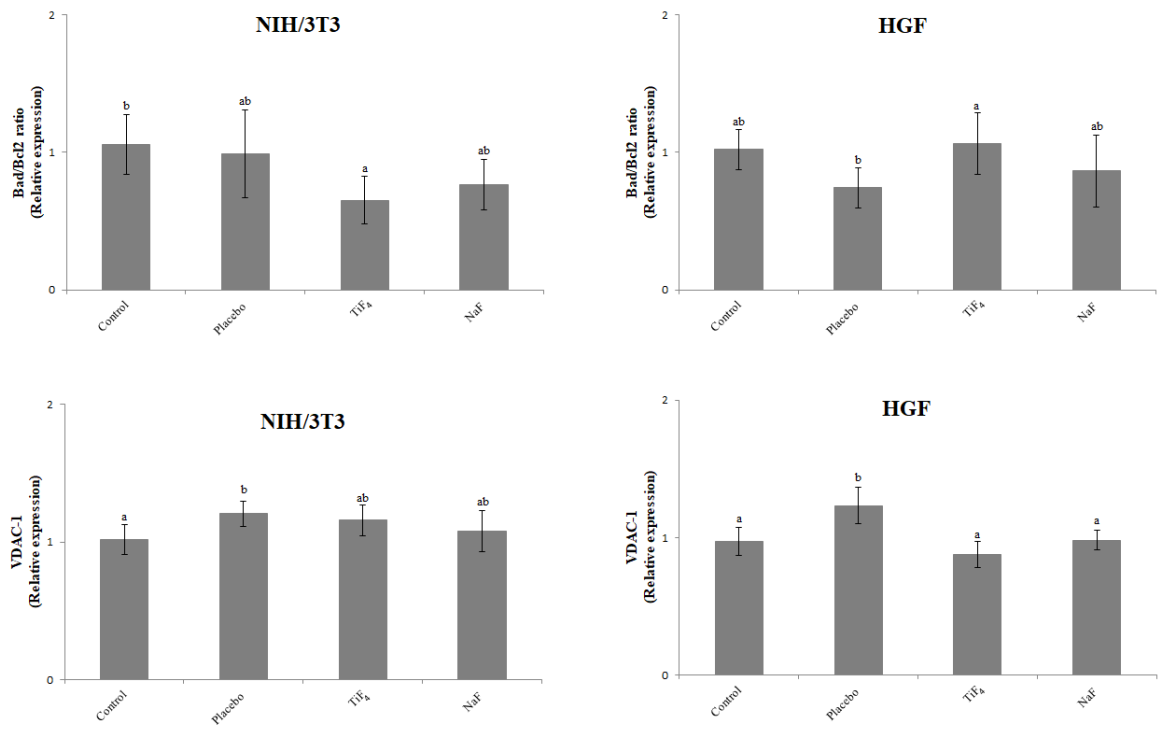 NIH/3T3
Bad/Bcl2 ratio
(Relative expression)
2
1
0
b
ab
a
ab
Control
Placebo
TiF₄
NaF
HGF
Bad/Bcl2 ratio
(Relative expression)
2
1
0
ab
b
a
ab
Control
Placebo
TiF₄
NaF
NIH/3T3
VDAC-1
(Relative expression)
2
1
0
a
b
ab
ab
Control
Placebo
TiF₄
NaF
HGF
VDAC-1
(Relative expression)
2
1
0
a
b
a
a
Control
Placebo
TiF₄
NaF